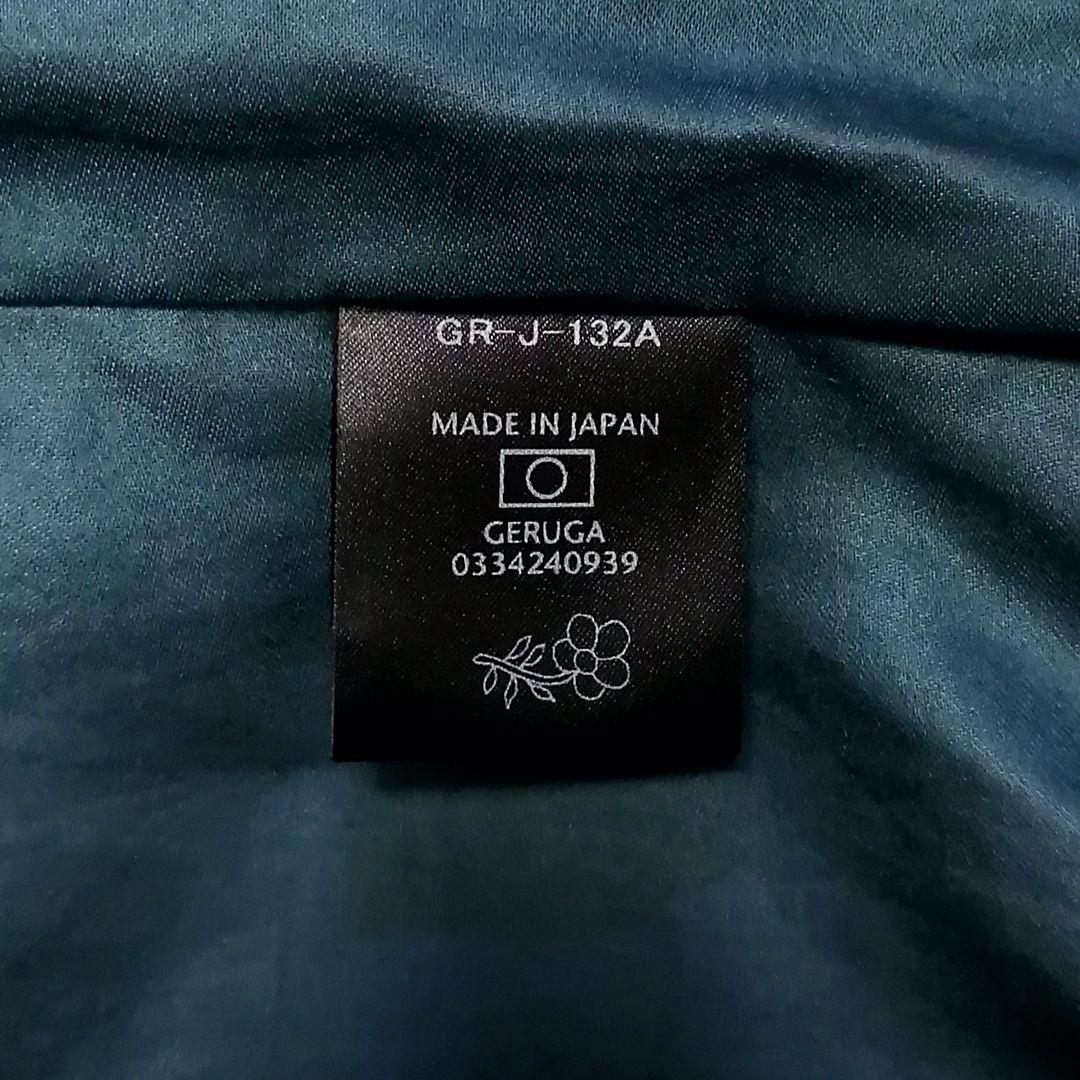 GR-J-132A
MADE IN JAPAN
GERUGA
0334240939